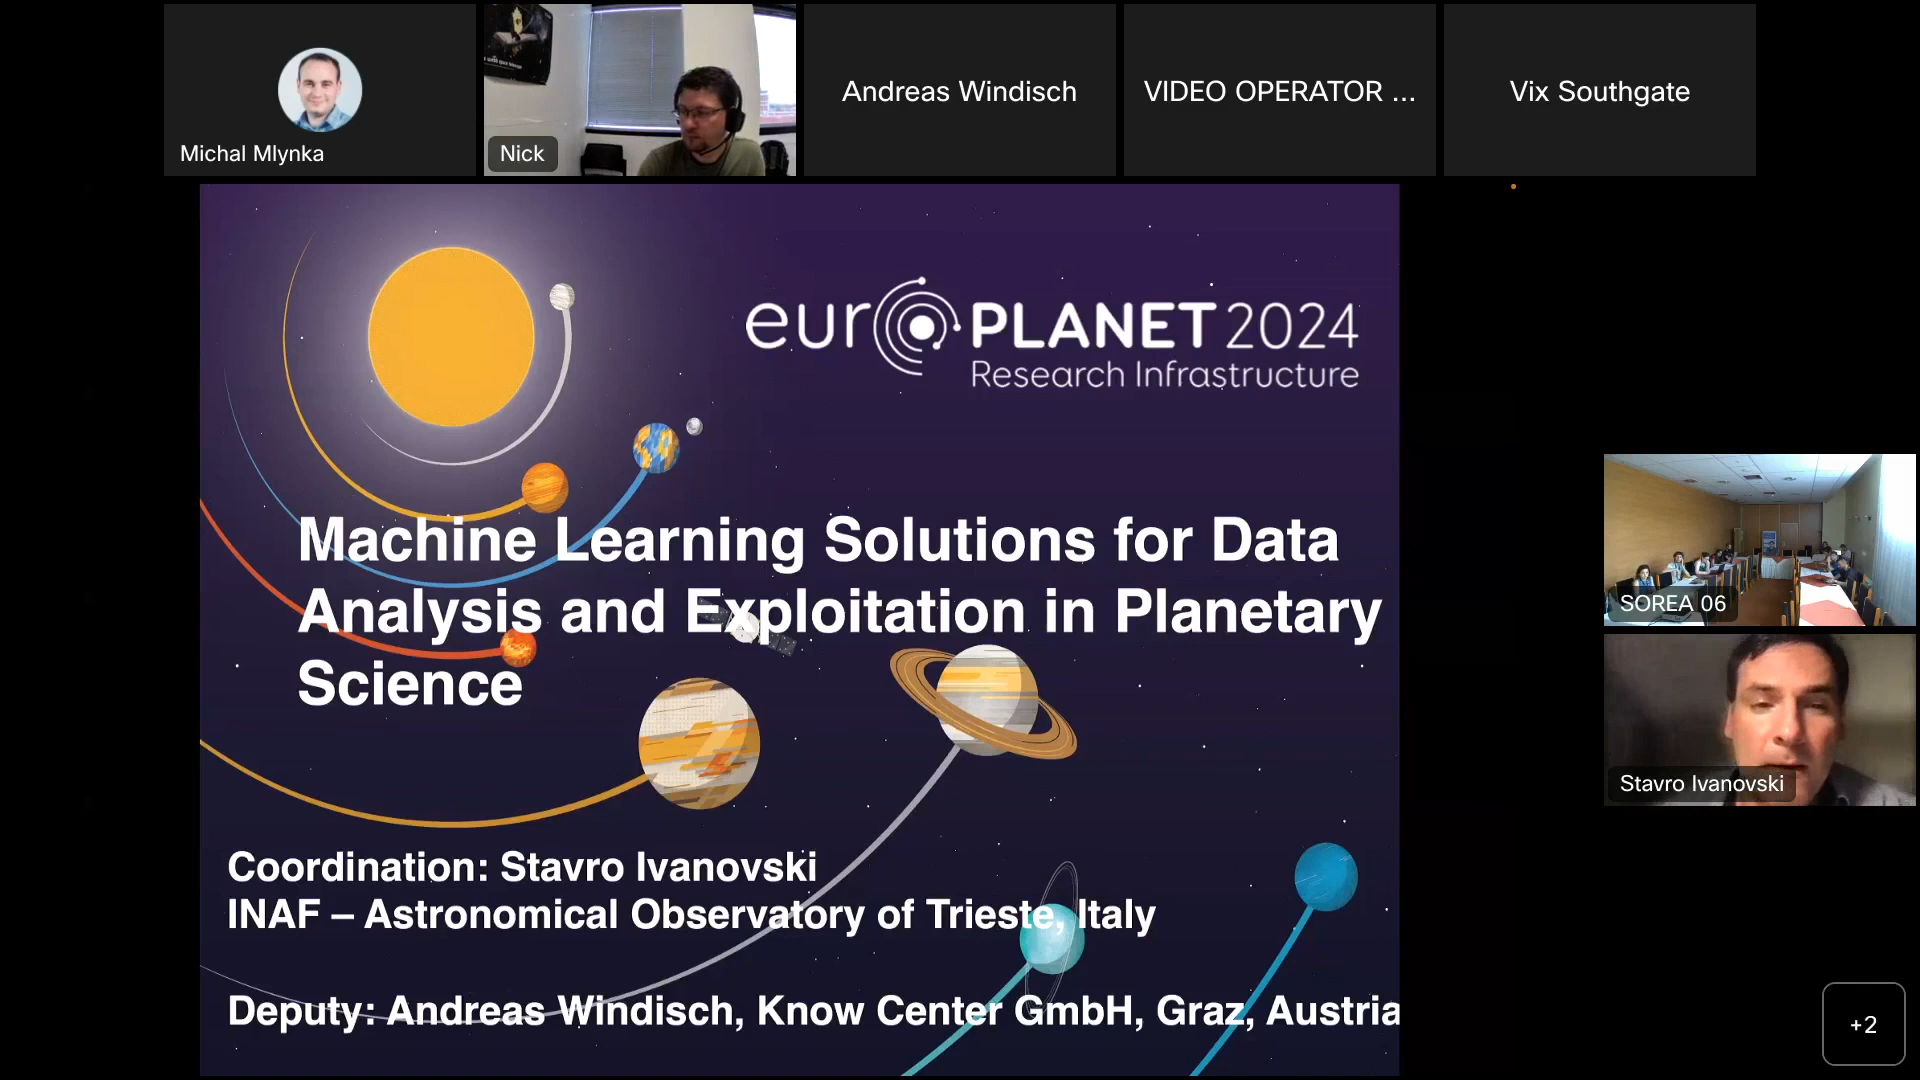 Michal Mlynka
Nick
Andreas Windisch
VIDEO OPERATOR ...
Vix Southgate
euroPLANET 2024
Research Infrastructure
Machine Learning Solutions for Data
Analysis and Exploitation in Planetary
Science
Coordination: Stavro Ivanovski
INAF – Astronomical Observatory of Trieste, Italy
Deputy: Andreas Windisch, Know Center GmbH, Graz, Austria
SOREA 06
Stavro Ivanovski
+2